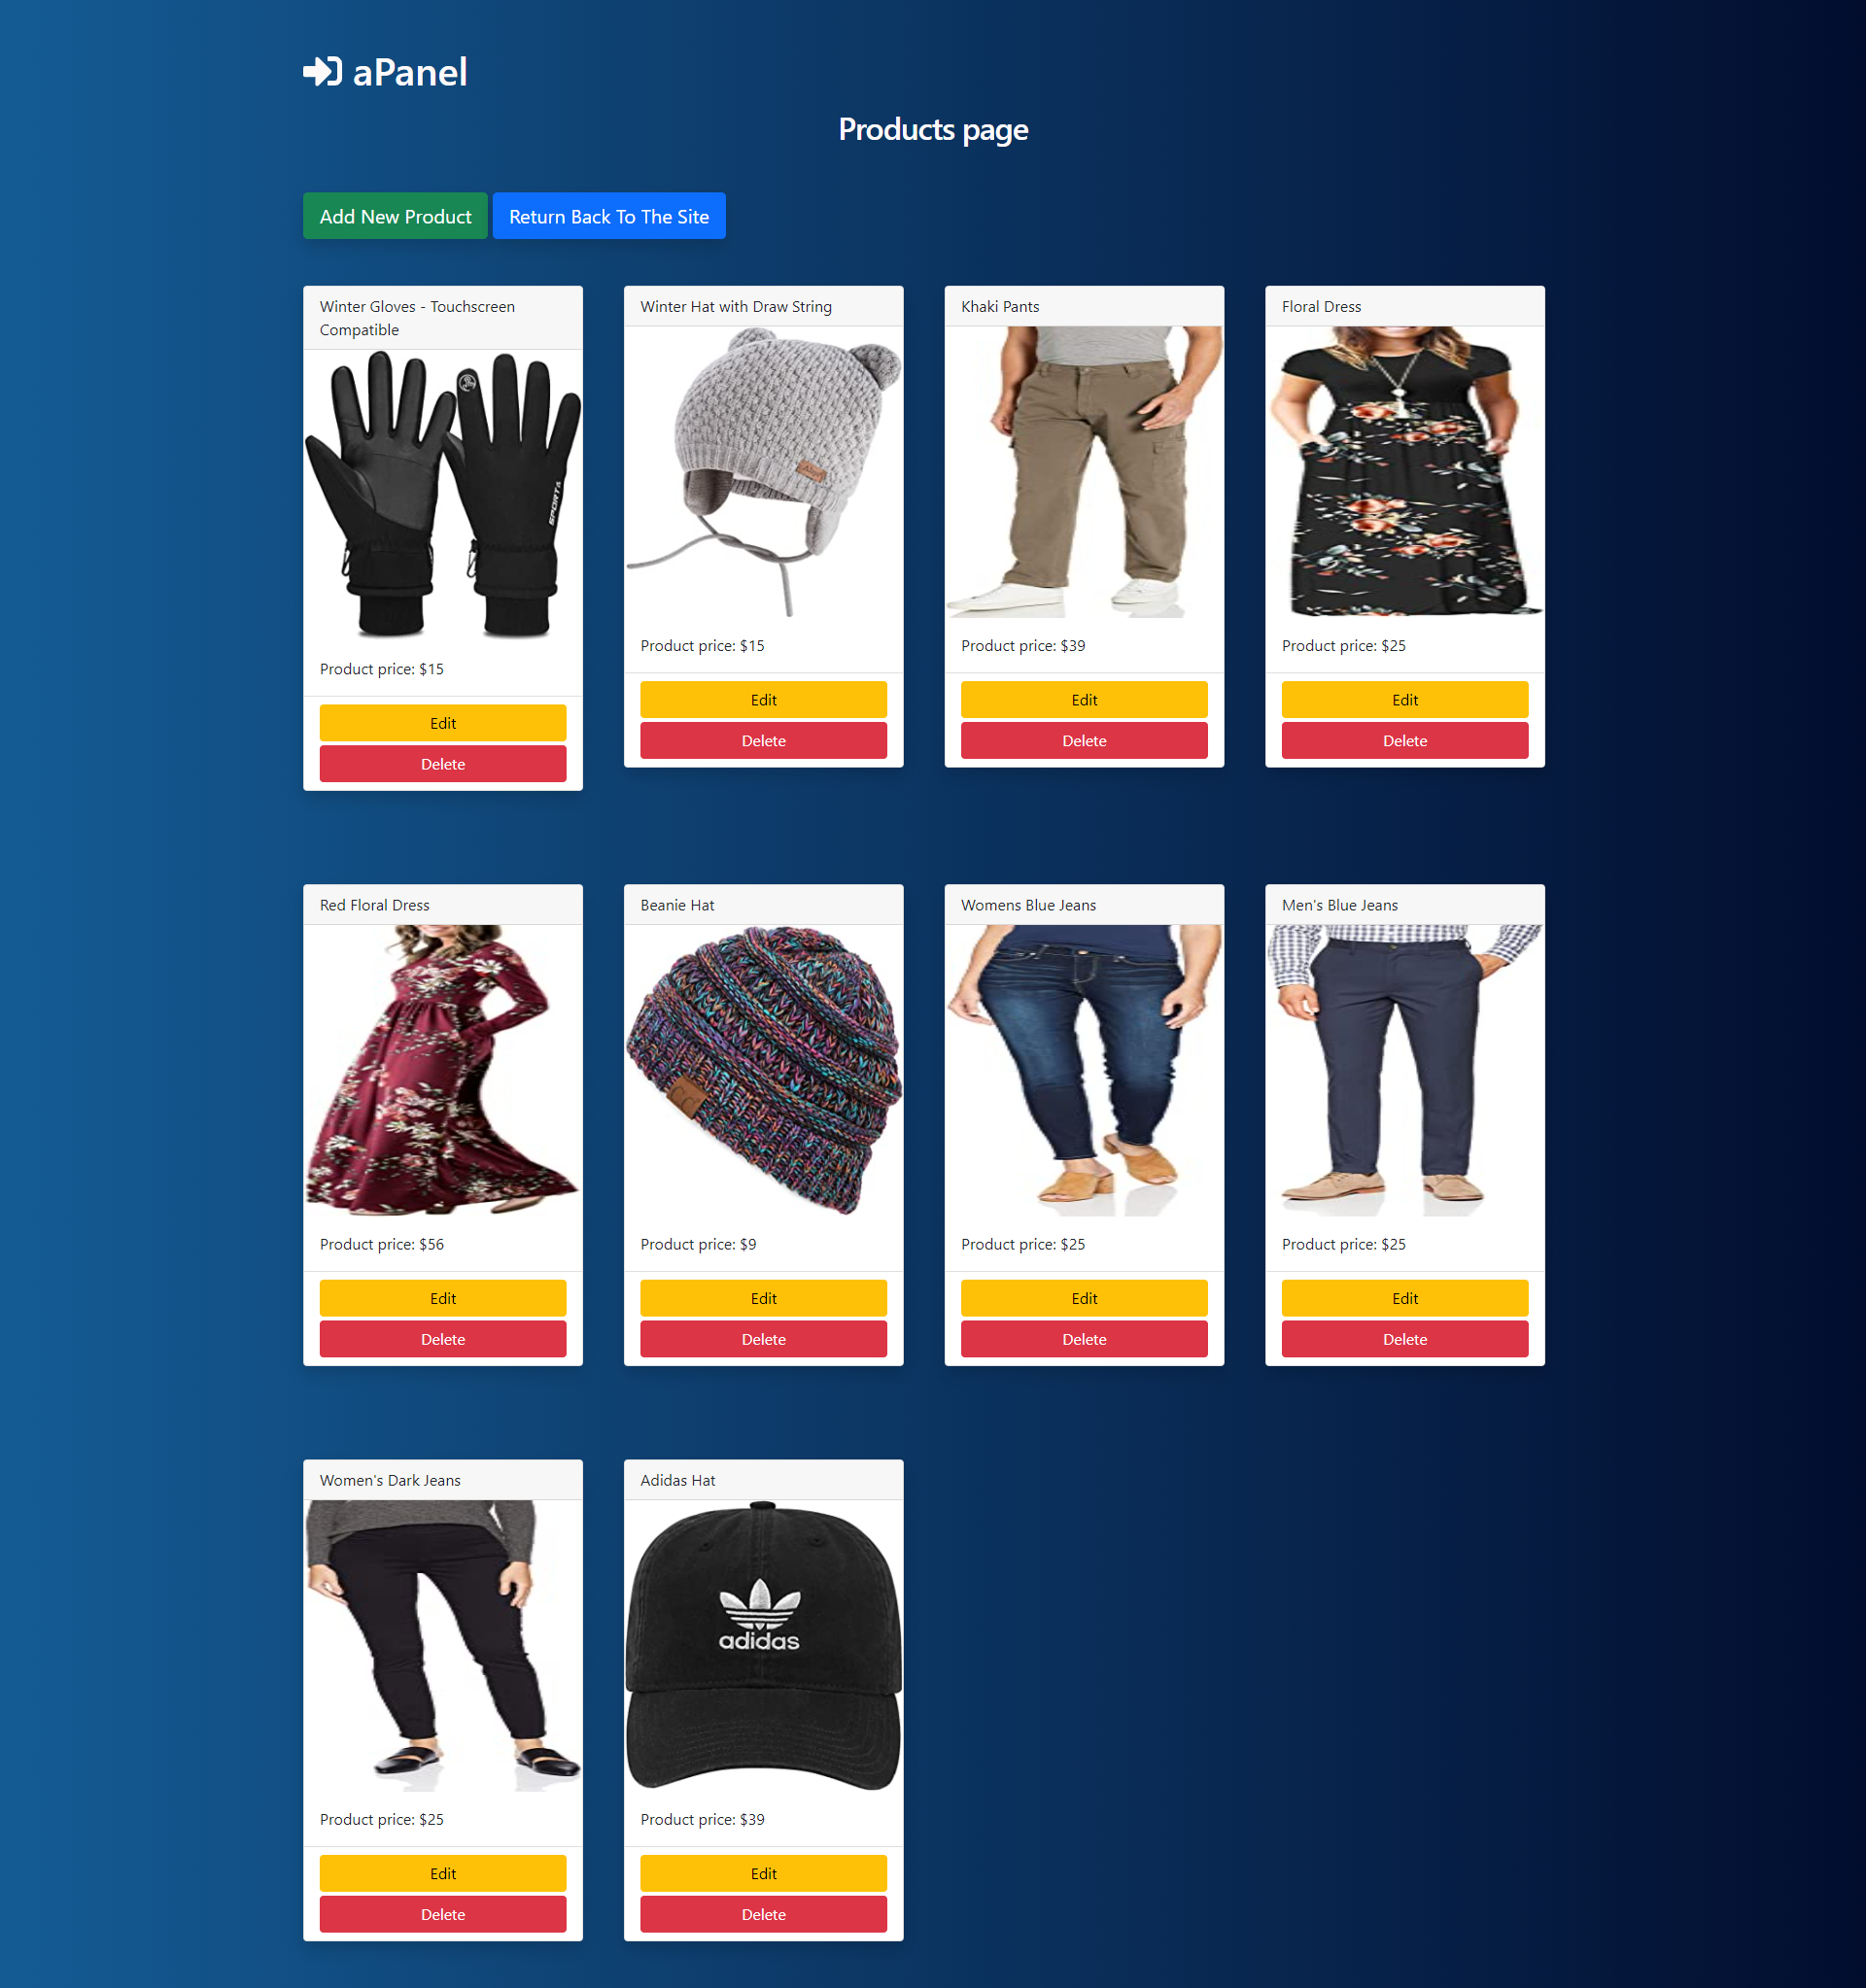 aPanel
Products page
Add New Product
Return Back To The Site
Winter Gloves - Touchscreen
Compatible
SPORTA
Product price: $15
Edit
Delete
Winter Hat with Draw String
Product price: $15
Edit
Delete
Khaki Pants
Product price: $39
Edit
Delete
Floral Dress
Product price: $25
Edit
Delete
Red Floral Dress
Product price: $56
Edit
Delete
Beanie Hat
CC
Product price: $9
Edit
Delete
Womens Blue Jeans
Product price: $25
Edit
Delete
Men's Blue Jeans
Product price: $25
Edit
Delete
Women's Dark Jeans
Product price: $25
Edit
Delete
Adidas Hat
adidas
Product price: $39
Edit
Delete